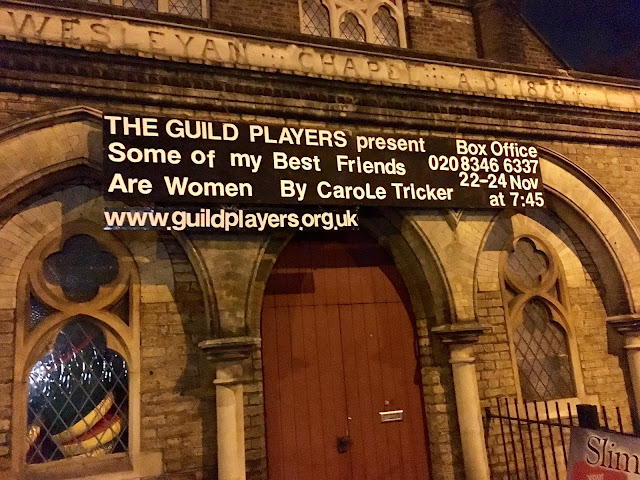 WESLEYAN CHAPEL A.D. 1879
THE GUILD PLAYERS present
Some of my Best Friends
Are Women By CaroLe Tricker
Box Office
020 8346 6337
22-24 Nov
at 7:45
www.guildplayers.org.uk
Slim